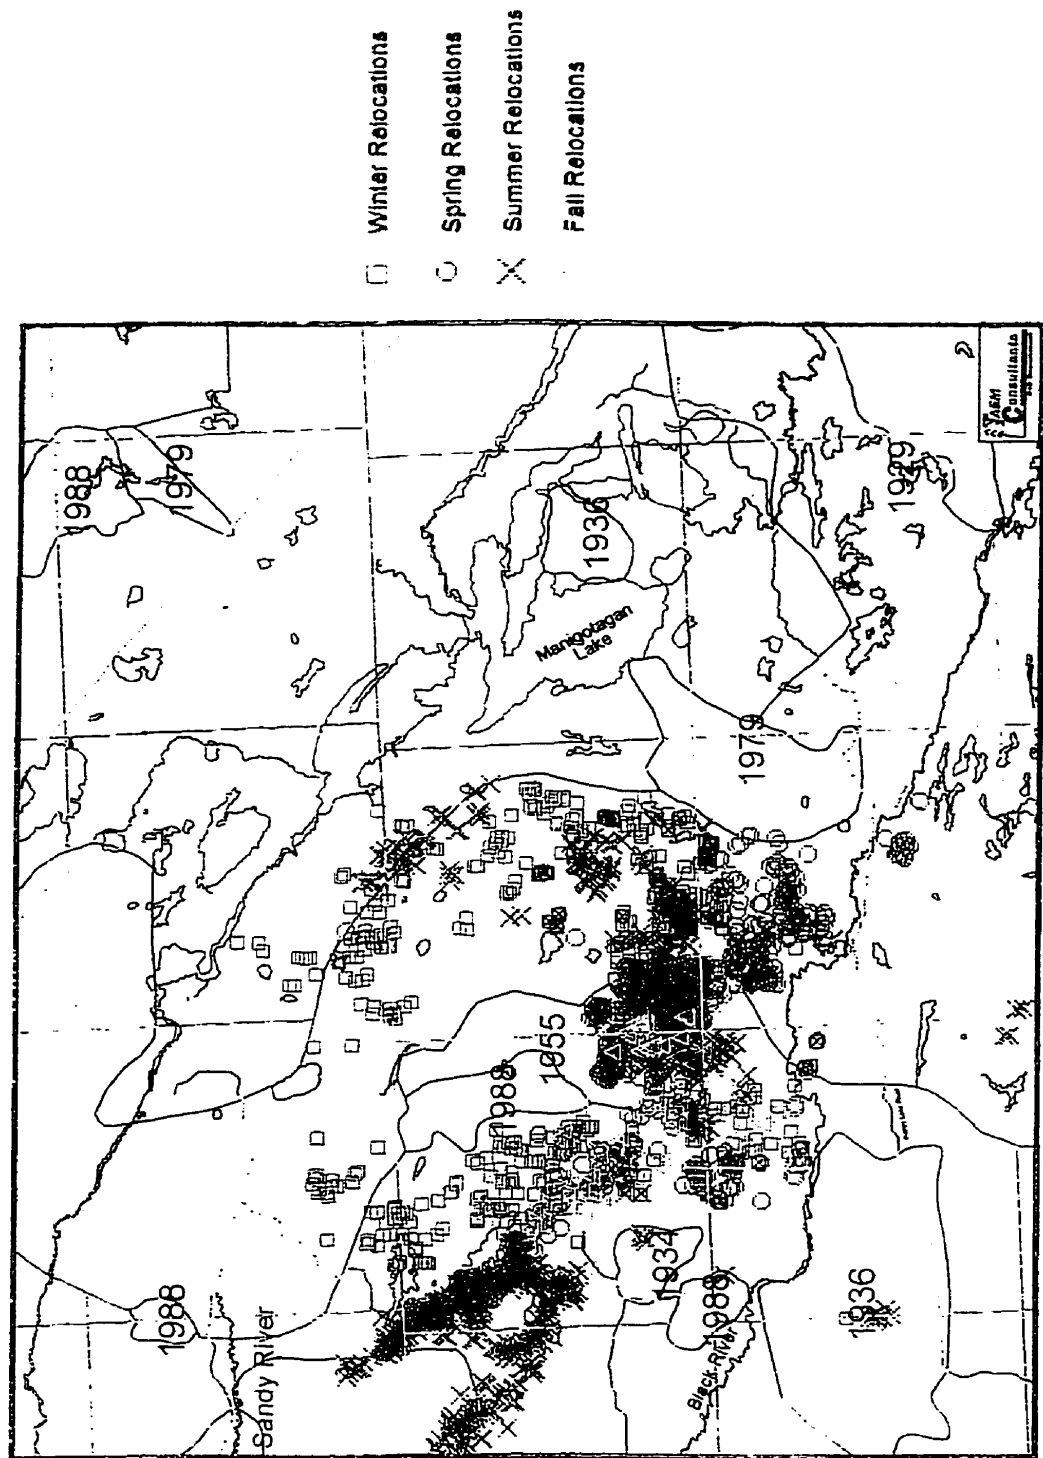 Winter Relocations
Spring Relocations
Summer Relocations
Fall Relocations
1988
1979
1936
Manigotagan
Lake
1929
1979
1955
1988
1934
1988
Black River
1936
1988
Sandy River
Consultants